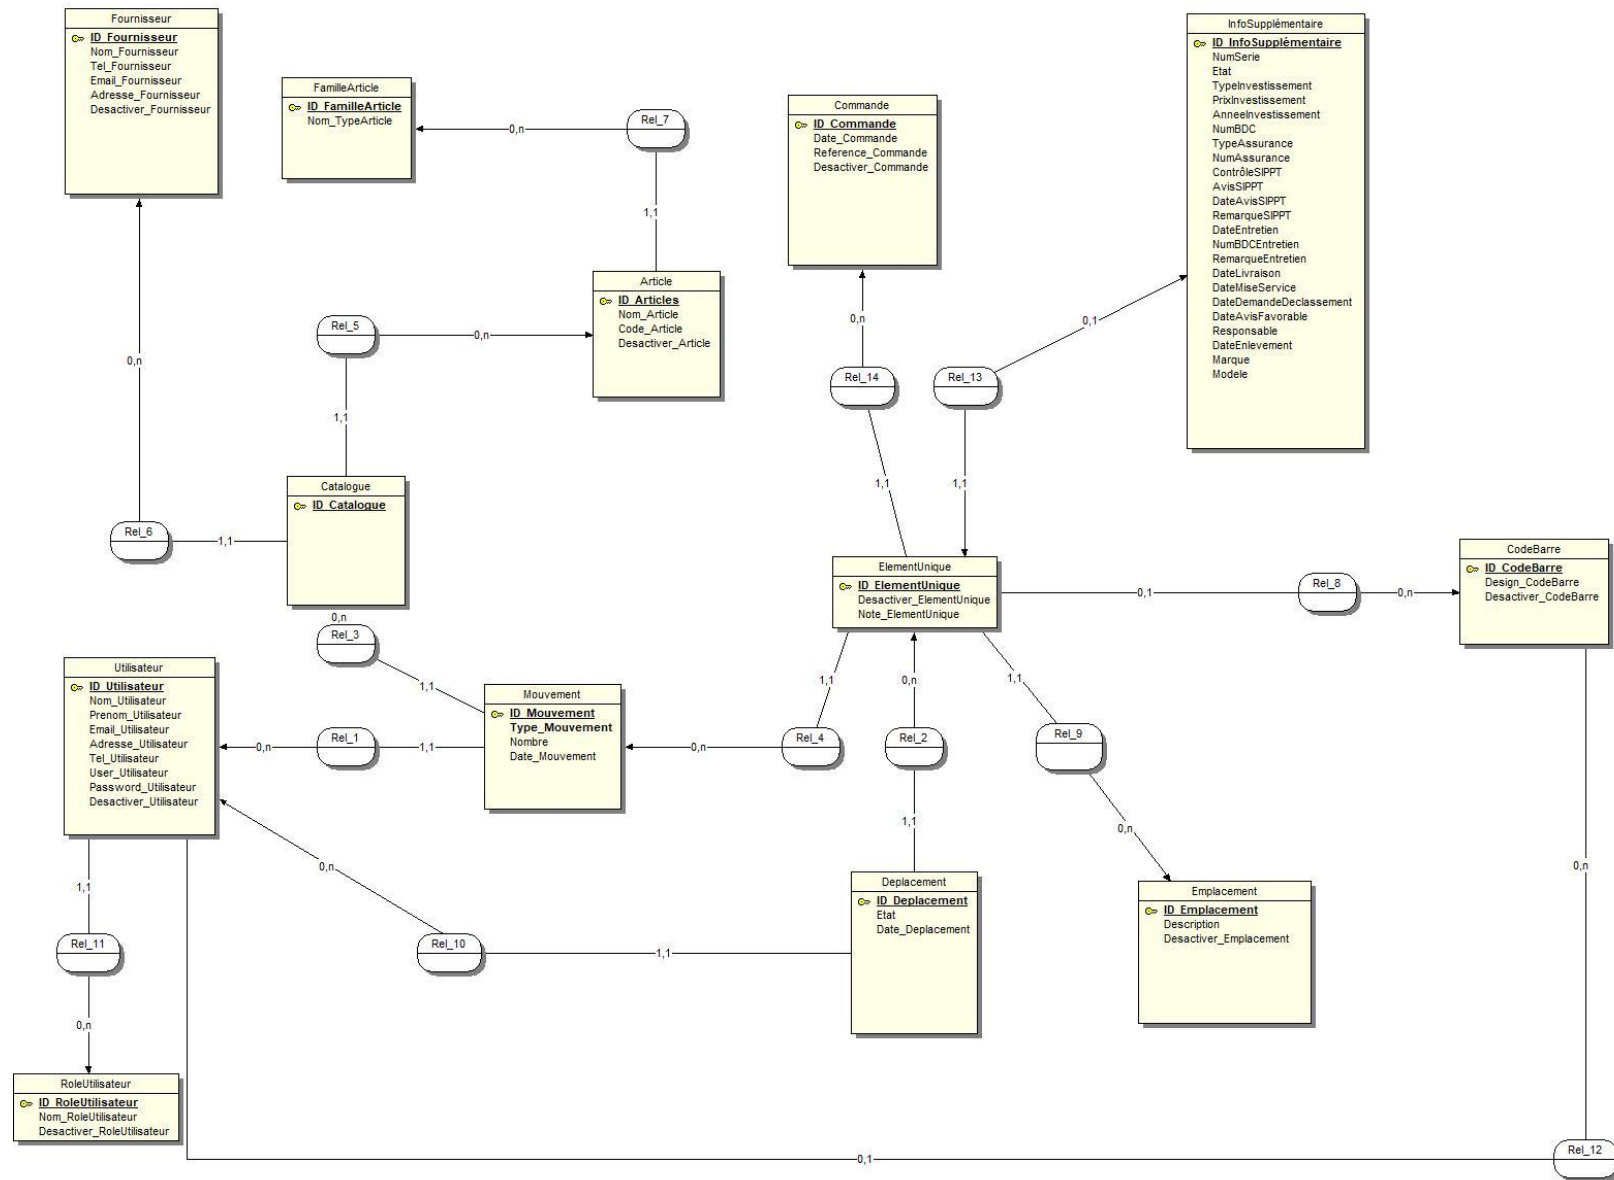 Fournisseur
ID_Fournisseur
Nom_Fournisseur
Tel_Fournisseur
Email_Fournisseur
Adresse_Fournisseur
Desactiver_Fournisseur
FamilleArticle
ID_FamilleArticle
Nom_TypeArticle
0,n
Rel_7
1,1
Commande
ID_Commande
Date_Commande
Reference_Commande
Desactiver_Commande
InfoSupplémentaire
ID_InfoSupplémentaire
NumSerie
Etat
TypeInvestissement
PrixInvestissement
AnneeInvestissement
NumBDC
TypeAssurance
NumAssurance
ContrôleSIPPT
AvisSIPPT
DateAvisSIPPT
RemarqueSIPPT
DateEntretien
NumBDCEntretien
RemarqueEntretien
DateLivraison
DateMiseService
DateDemandeDeclassement
DateAvisFavorable
Responsable
DateEnlevement
Marque
Modele
Article
ID_Articles
Nom_Article
Code_Article
Desactiver_Article
Rel_5
0,n
0,n
0,n
0,1
Rel_14
Rel_13
1,1
1,1
1,1
Catalogue
ID_Catalogue
Rel_6
1,1
0,n
Rel_3
1,1
ElementUnique
ID_ElementUnique
Desactiver_ElementUnique
Note_ElementUnique
0,1
Rel_8
0,n
CodeBarre
ID_CodeBarre
Design_CodeBarre
Desactiver_CodeBarre
Utilisateur
ID_Utilisateur
Nom_Utilisateur
Prenom_Utilisateur
Email_Utilisateur
Adresse_Utilisateur
Tel_Utilisateur
User_Utilisateur
Password_Utilisateur
Desactiver_Utilisateur
0,n
Rel_1
1,1
Mouvement
ID_Mouvement
Type_Mouvement
Nombre
Date_Mouvement
0,n
1,1
Rel_4
0,n
Rel_2
1,1
1,1
Rel_9
0,n
0,n
1,1
0,n
Rel_11
Rel_10
1,1
Deplacement
ID_Deplacement
Etat
Date_Deplacement
Emplacement
ID_Emplacement
Description
Desactiver_Emplacement
0,n
RoleUtilisateur
ID_RoleUtilisateur
Nom_RoleUtilisateur
Desactiver_RoleUtilisateur
0,1
Rel_12